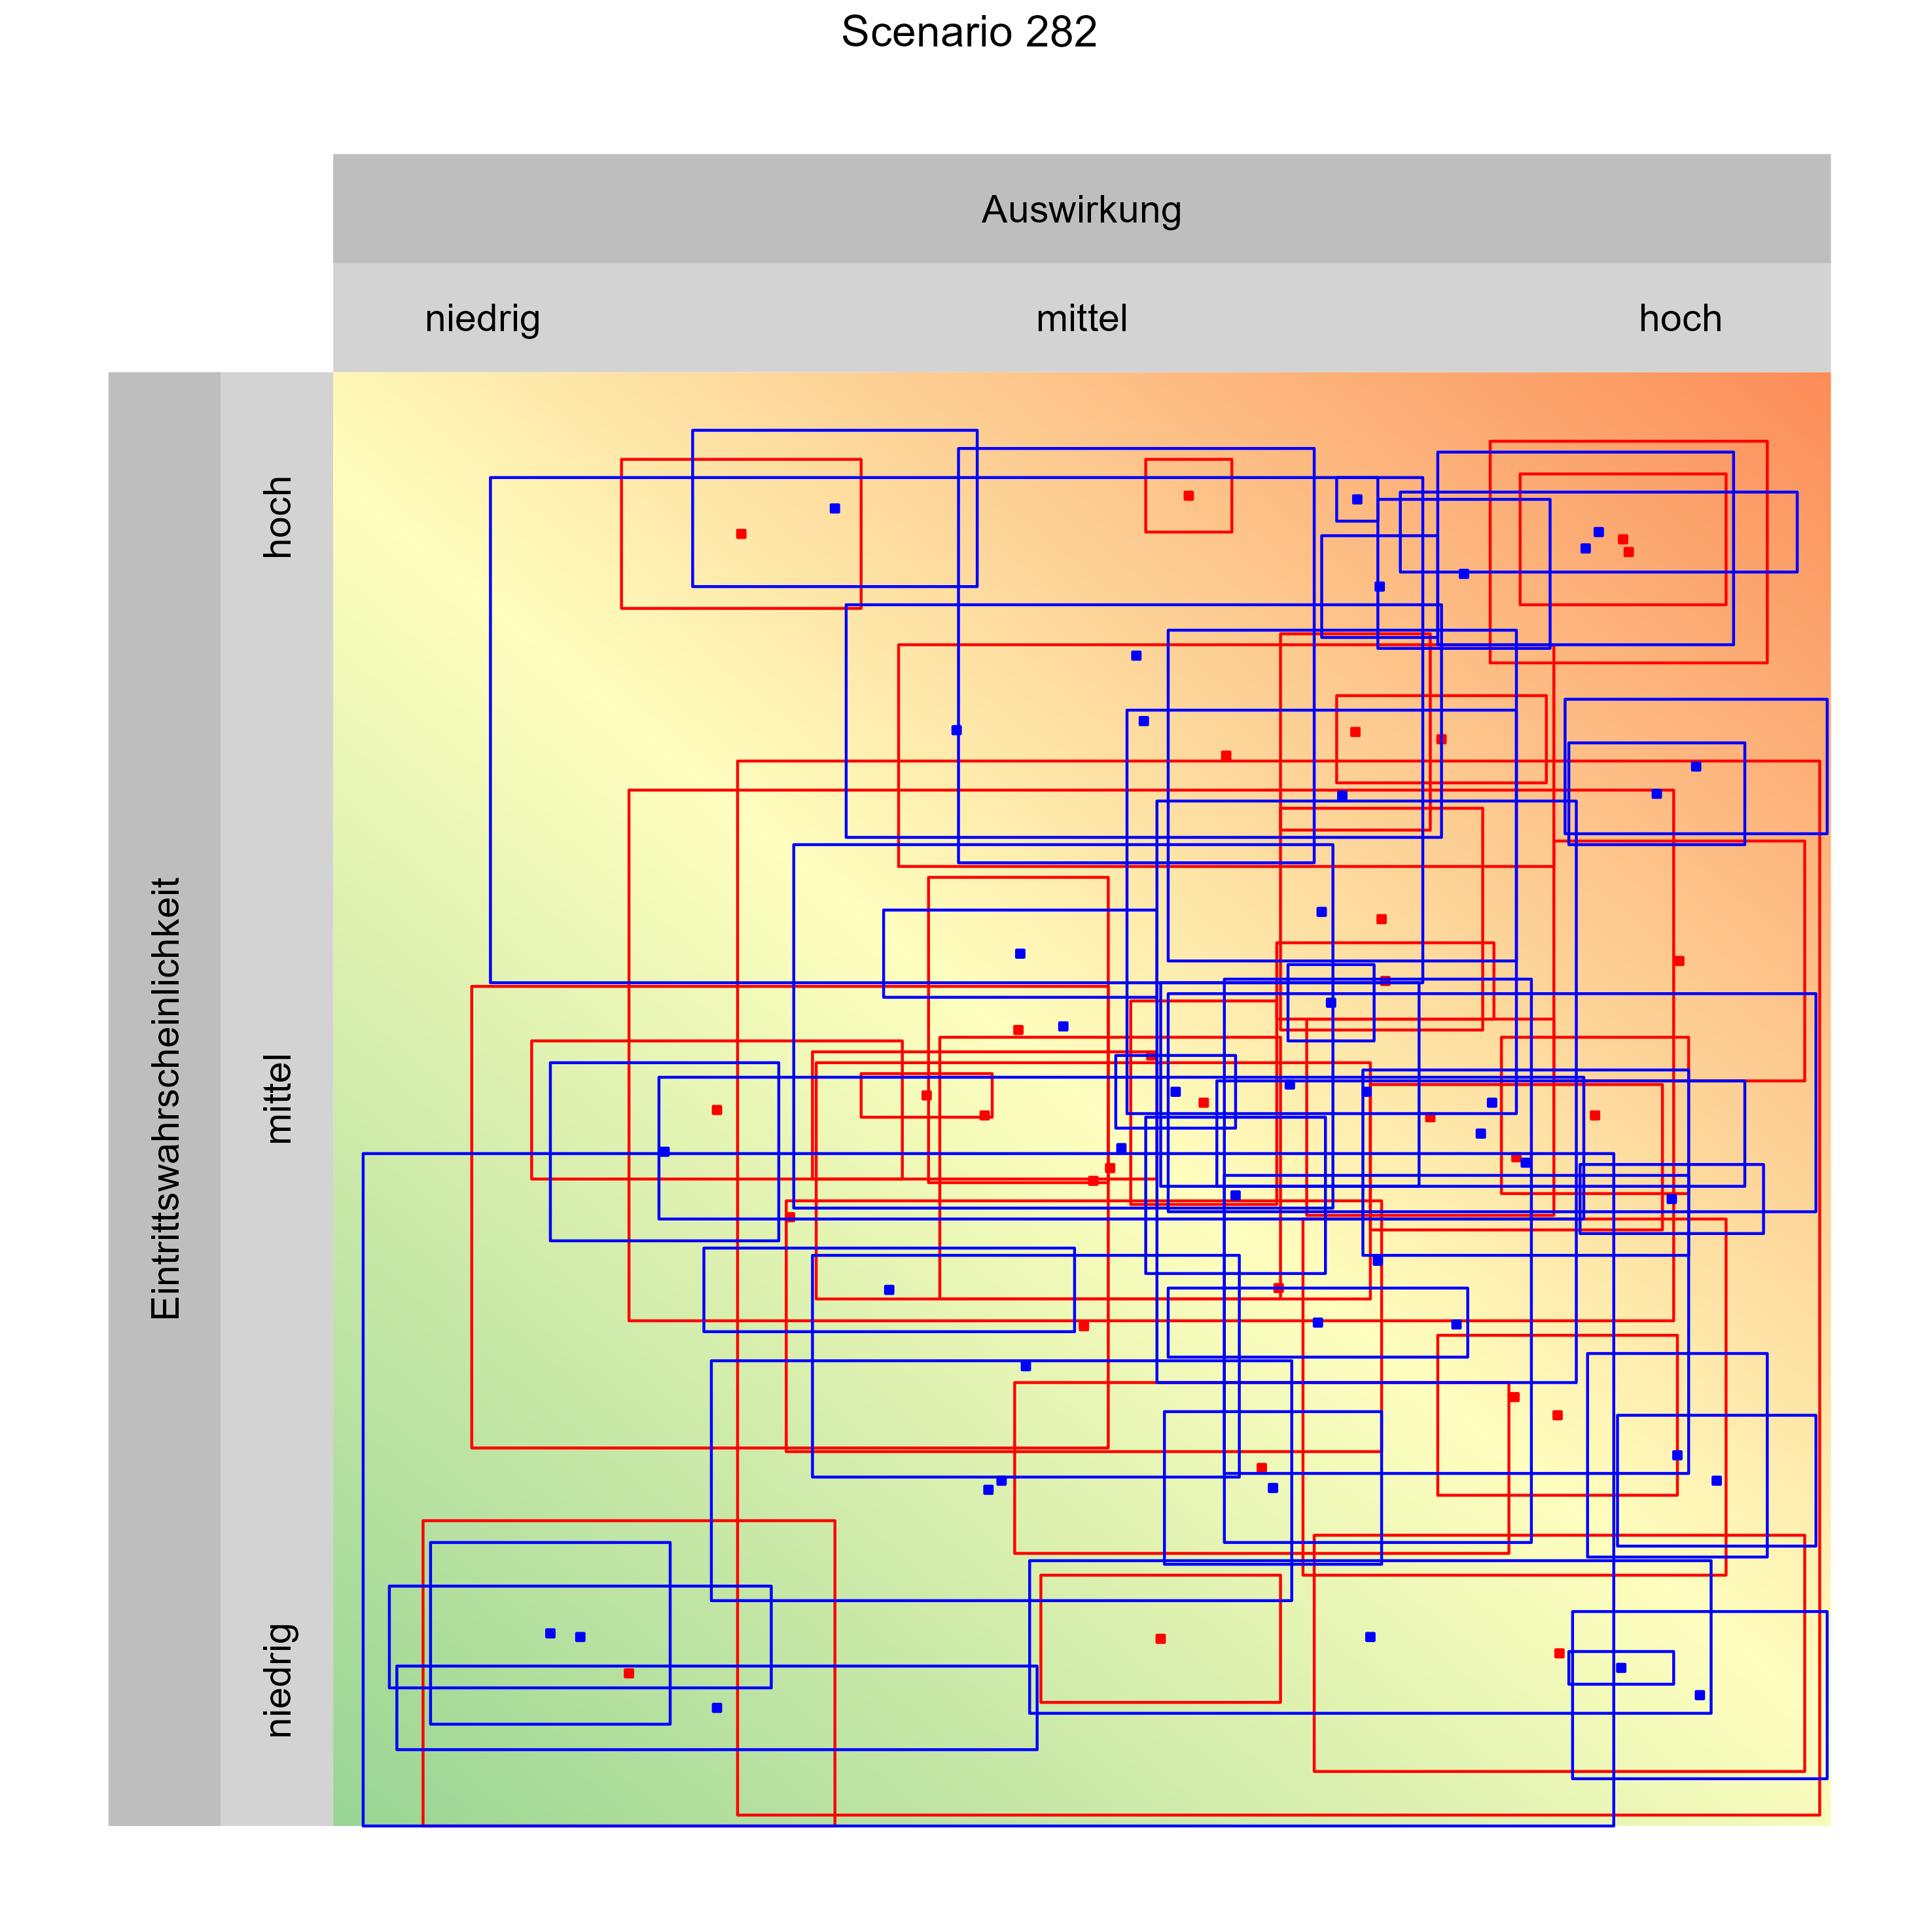 Scenario 282
Auswirkung
niedrig
mittel
hoch
Eintrittswahrscheinlichkeit
hoch
mittel
niedrig